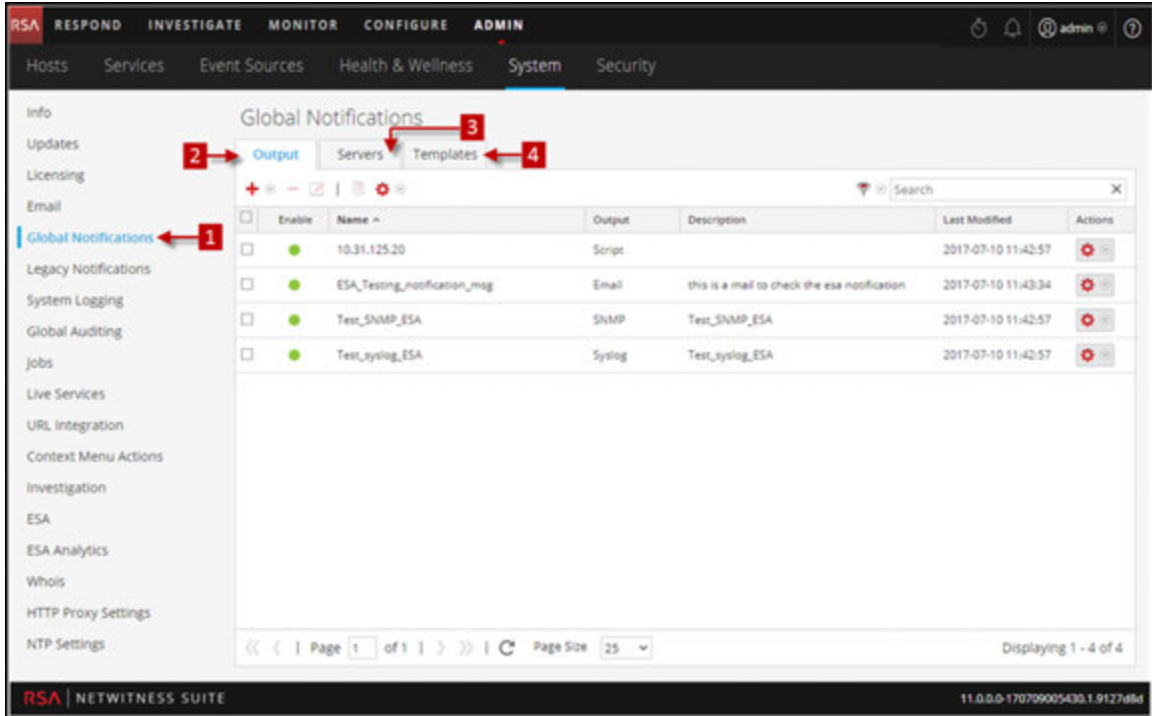 RSA RESPOND INVESTIGATE MONITOR CONFIGURE ADMIN admin
Hosts Services Event Sources Health & Wellness System Security
Info
Updates
Licensing
Email
Global Notifications
Legacy Notifications
System Logging
Global Auditing
Jobs
Live Services
URL Integration
Context Menu Actions
Investigation
ESA
ESA Analytics
Whois
HTTP Proxy Settings
NTP Settings
1
Global Notifications
2
3
4
Output Servers Templates
Search
Enable Name Output Description Last Modified Actions
10.31.125.20 Script 2017-07-10 11:42:57
ESA_Testing_notification_msg Email this is a mail to check the esa notification 2017-07-10 11:43:34
Test_SNMP_ESA SNMP Test_SNMP_ESA 2017-07-10 11:42:57
Test_syslog_ESA Syslog Test_syslog_ESA 2017-07-10 11:42:57
Page 1 of 1 Page Size 25 Displaying 1 - 4 of 4
RSA NETWITNESS SUITE 11.0.0.0-170709005430.1.9127d8d